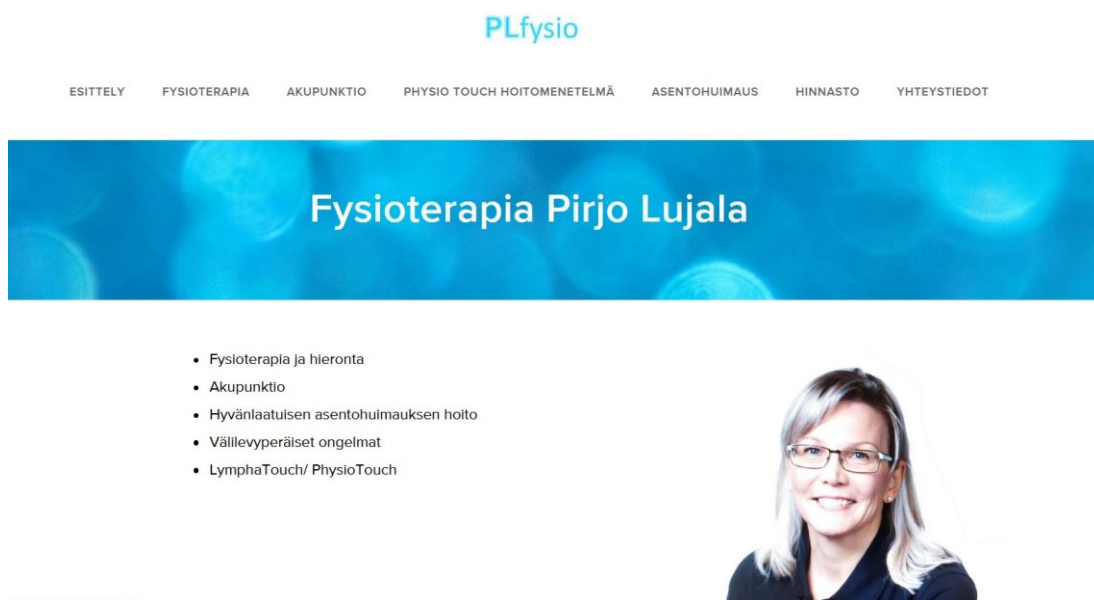 PLfysio
ESITTELY FYSIOTERAPIA AKUPUNKTIO PHYSIO TOUCH HOITOMENETELMÄ ASENTOHUIMAUS HINNASTO YHTEYSTIEDOT
Fysioterapia Pirjo Lujala
• Fysioterapia ja hieronta
• Akupunktio
• Hyvänlaatuisen asentohuimauksen hoito
• Välilevyperäiset ongelmat
• LymphaTouch/ PhysioTouch